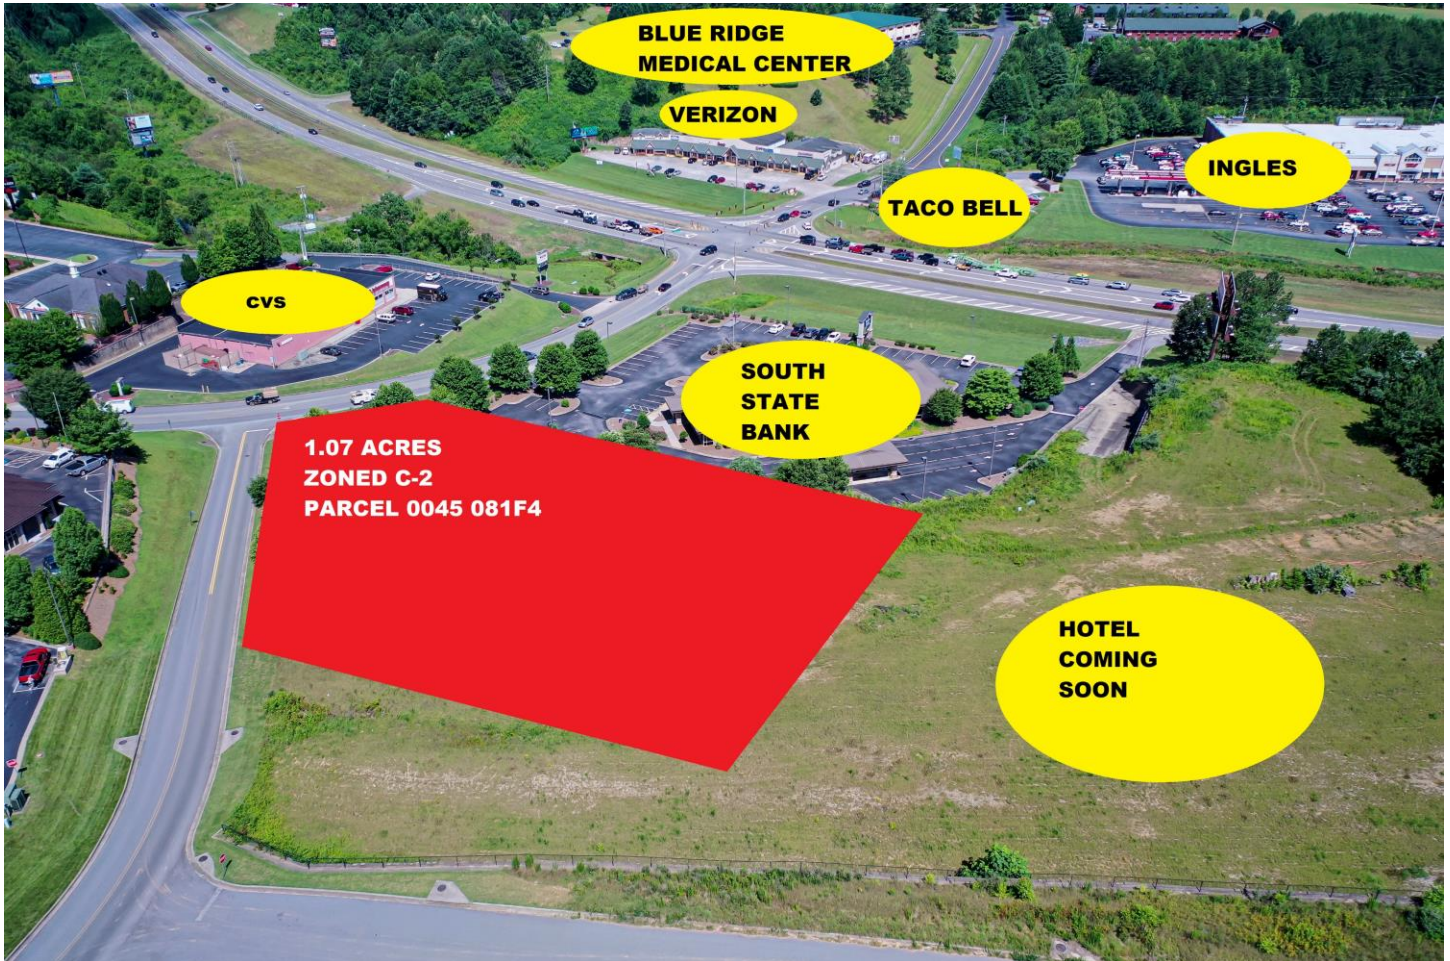 BLUE RIDGE
MEDICAL CENTER
VERIZON
INGLES
TACO BELL
CVS
SOUTH
STATE
BANK
1.07 ACRES
ZONED C-2
PARCEL 0045 081F4
HOTEL
COMING
SOON